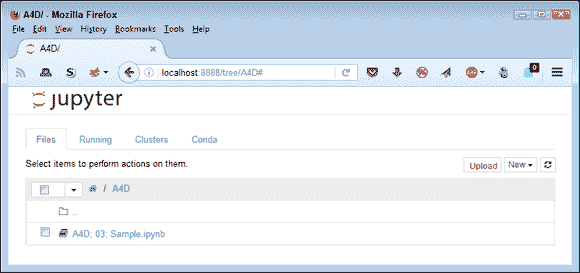 A4D/ - Mozilla Firefox
File Edit View History Bookmarks Tools Help
A4D/
localhost:8888/tree/A4D#
0
jupyter
Files Running Clusters Conda
Select items to perform actions on them.
Upload New
/ A4D
..
A4D; 03; Sample.ipynb